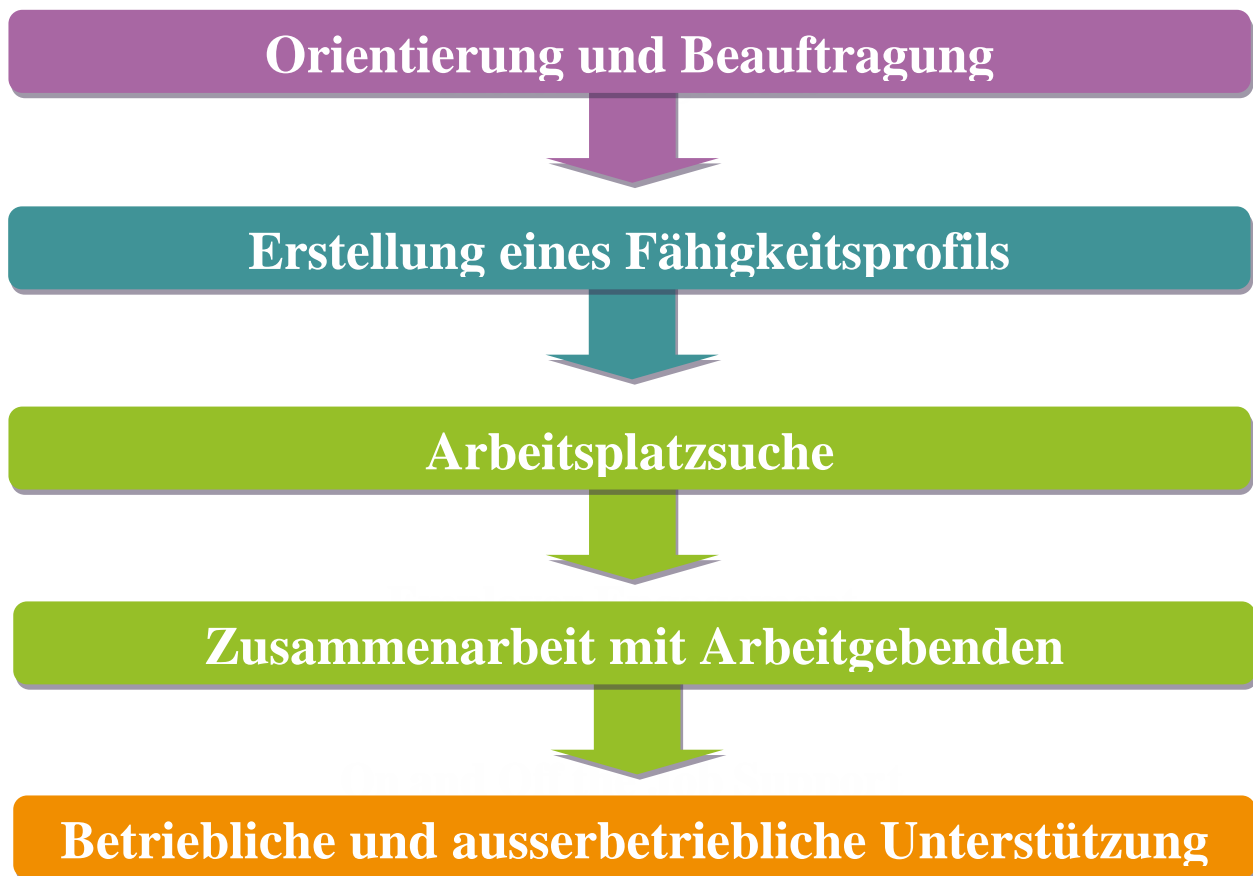 Orientierung und Beauftragung
Erstellung eines Fähigkeitsprofils
Arbeitsplatzsuche
Zusammenarbeit mit Arbeitgebenden
Betriebliche und ausserbetriebliche Unterstützung